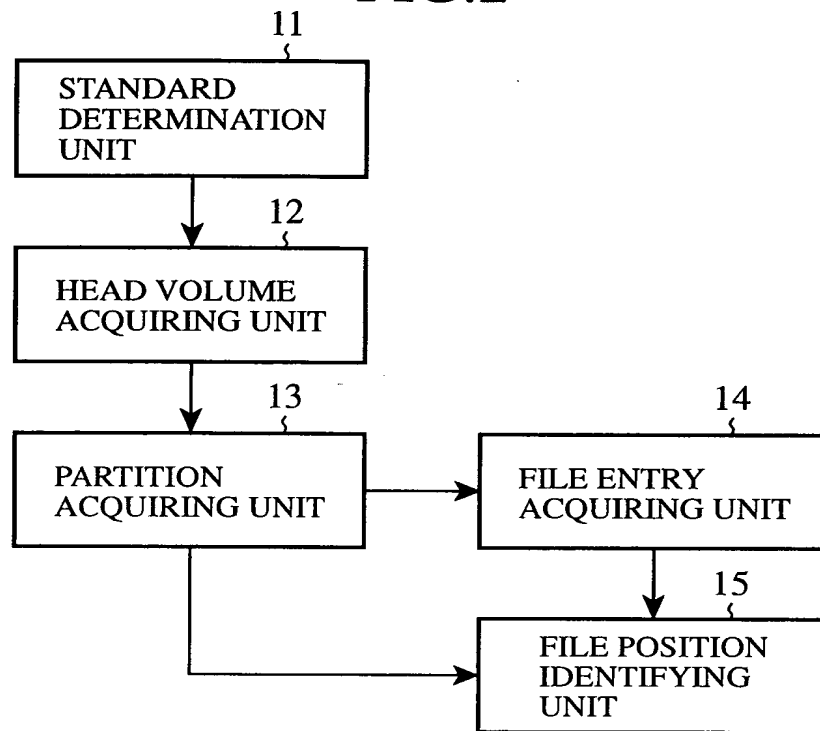 11
STANDARD
DETERMINATION
UNIT
12
HEAD VOLUME
ACQUIRING UNIT
13
PARTITION
ACQUIRING UNIT
14
FILE ENTRY
ACQUIRING UNIT
15
FILE POSITION
IDENTIFYING
UNIT